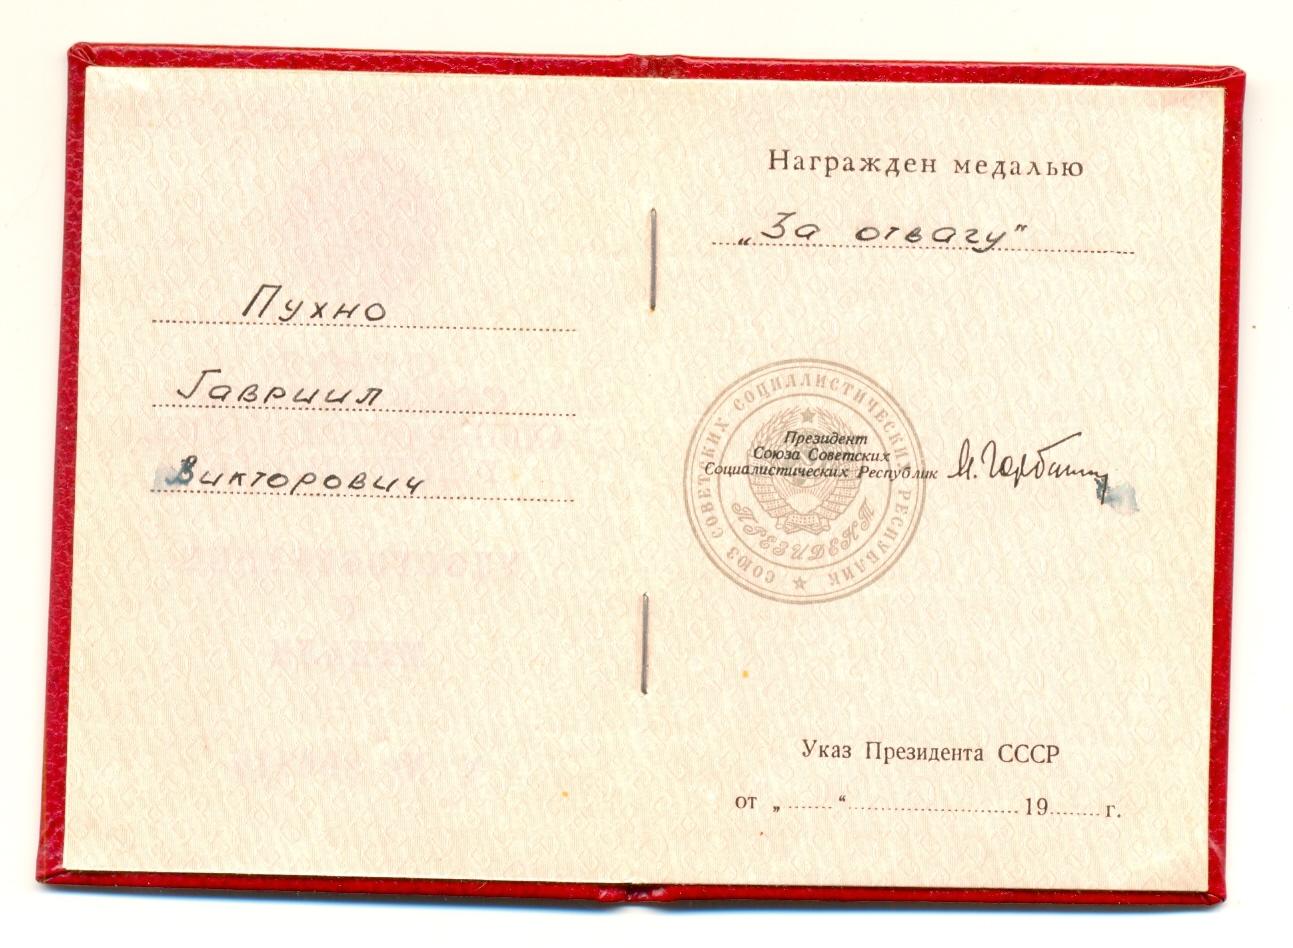 Пухно
Гавриил
Викторович
Награжден медалью
„За отвагу"
СОЮЗ СОВЕТСКИХ СОЦИАЛИСТИЧЕСКИХ РЕСПУБЛИК
ПРЕЗИДЕНТ
Президент
Союза Советских
Социалистических Республик
Указ Президента СССР
от „......“.................... 19....... г.